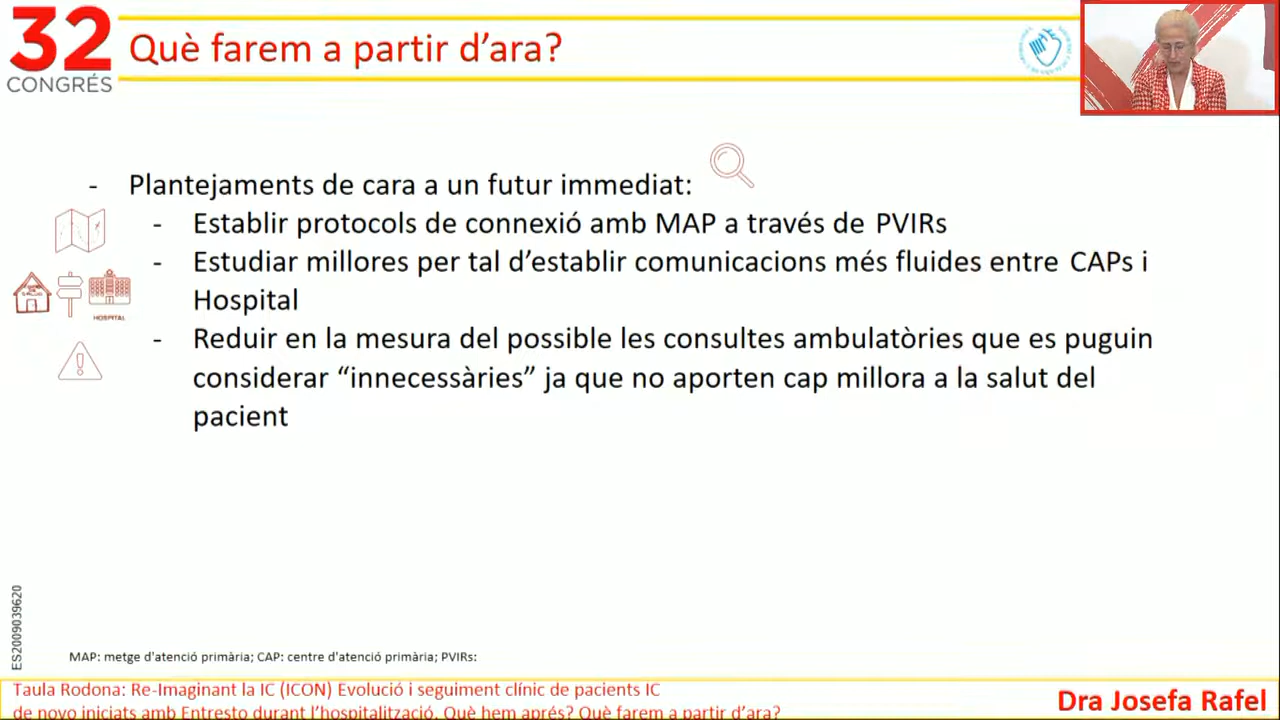 32
CONGRÉS
Què farem a partir d’ara?
- Plantejaments de cara a un futur immediat:
- Establir protocols de connexió amb MAP a través de PVIRs
- Estudiar millores per tal d’establir comunicacions més fluides entre CAPs i
Hospital
- Reduir en la mesura del possible les consultes ambulatòries que es puguin
considerar “innecessàries” ja que no aporten cap millora a la salut del
pacient
HOSPITAL
ES2009039620
MAP: metge d'atenció primària; CAP: centre d'atenció primària; PVIRs:
Taula Rodona: Re-Imaginant la IC (ICON) Evolució i seguiment clínic de pacients IC
de novo iniciats amb Entresto durant l’hospitalització. Què hem aprés? Què farem a partir d’ara?
Dra Josefa Rafel